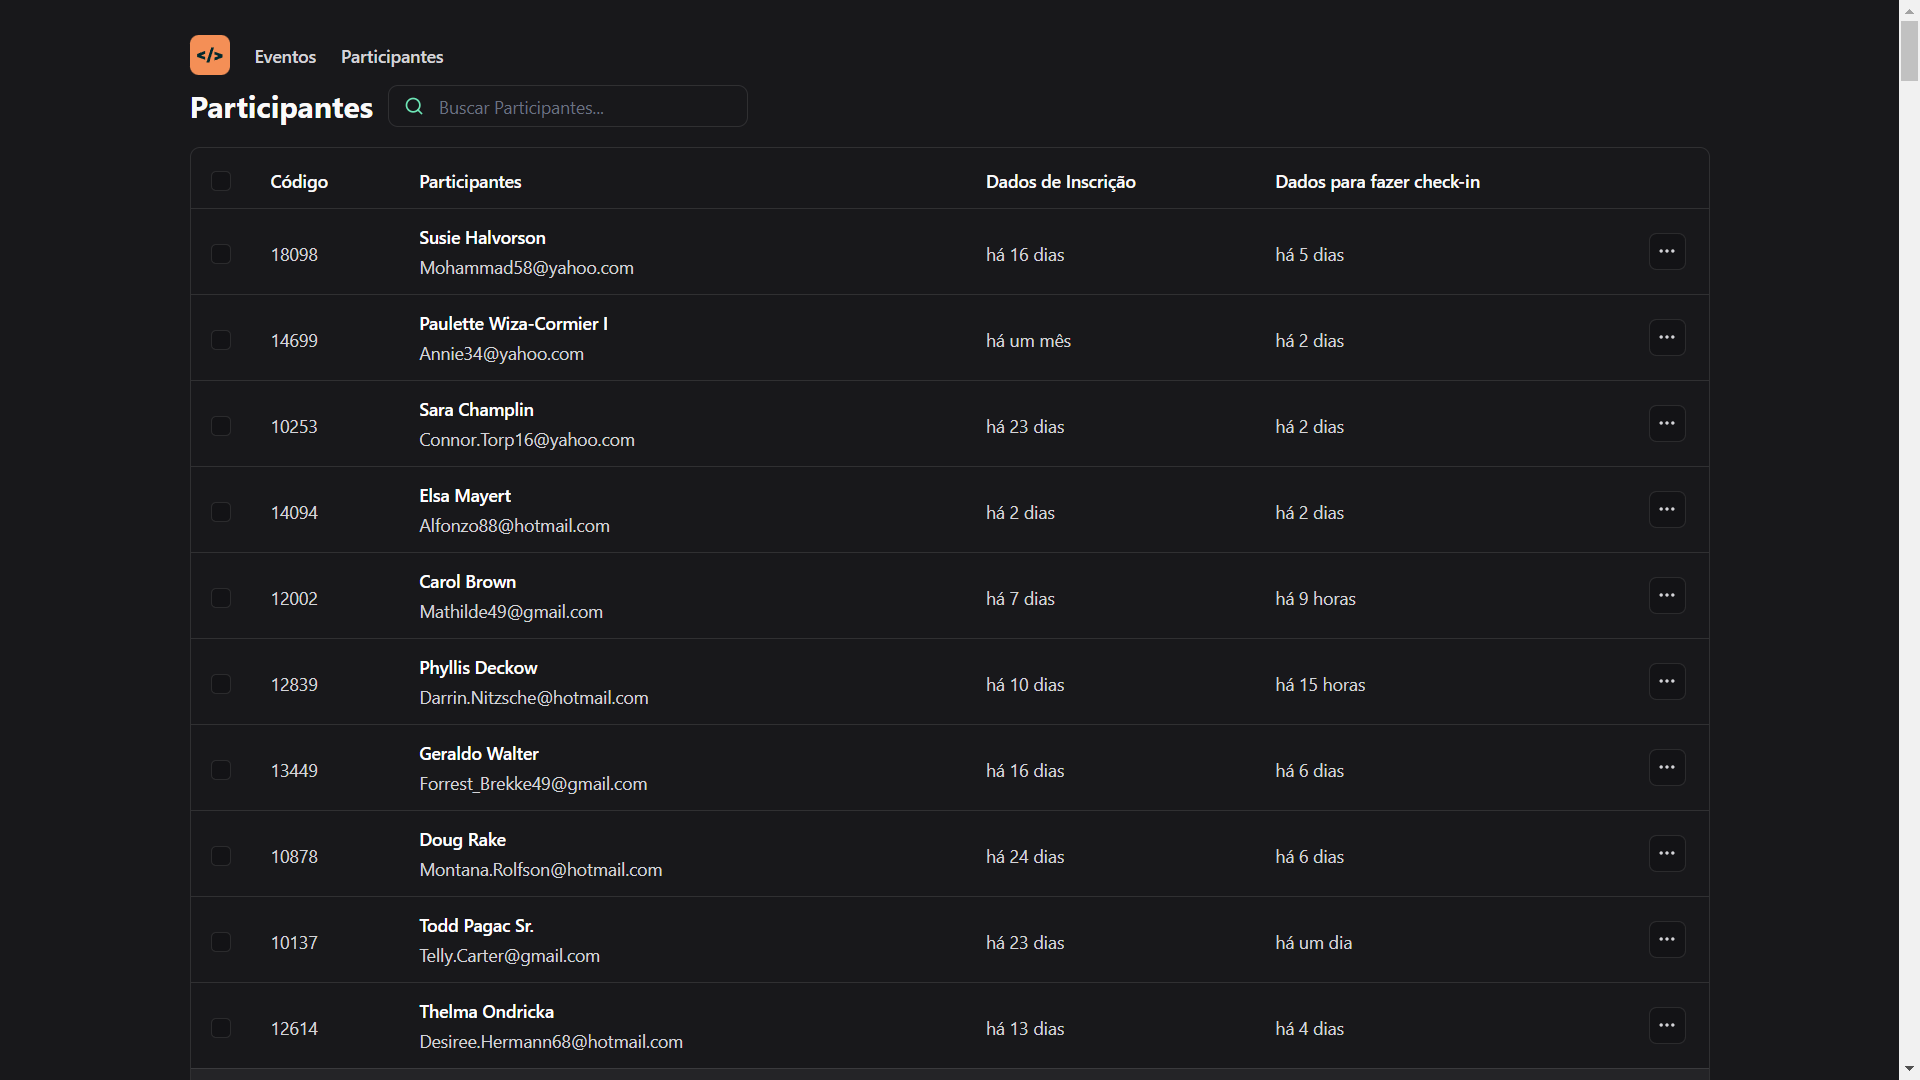 </>
Eventos
Participantes
Participantes
Buscar Participantes...
Código Participantes Dados de Inscrição Dados para fazer check-in
Susie Halvorson
18098 há 16 dias há 5 dias
Mohammad58@yahoo.com
Paulette Wiza-Cormier I
14699 há um mês há 2 dias
Annie34@yahoo.com
Sara Champlin
10253 há 23 dias há 2 dias
Connor.Torp16@yahoo.com
Elsa Mayert
14094 há 2 dias há 2 dias
Alfonzo88@hotmail.com
Carol Brown
12002 há 7 dias há 9 horas
Mathilde49@gmail.com
Phyllis Deckow
12839 há 10 dias há 15 horas
Darrin.Nitzsche@hotmail.com
Geraldo Walter
13449 há 16 dias há 6 dias
Forrest_Brekke49@gmail.com
Doug Rake
10878 há 24 dias há 6 dias
Montana.Rolfson@hotmail.com
Todd Pagac Sr.
10137 há 23 dias há um dia
Telly.Carter@gmail.com
Thelma Ondricka
12614 há 13 dias há 4 dias
Desiree.Hermann68@hotmail.com